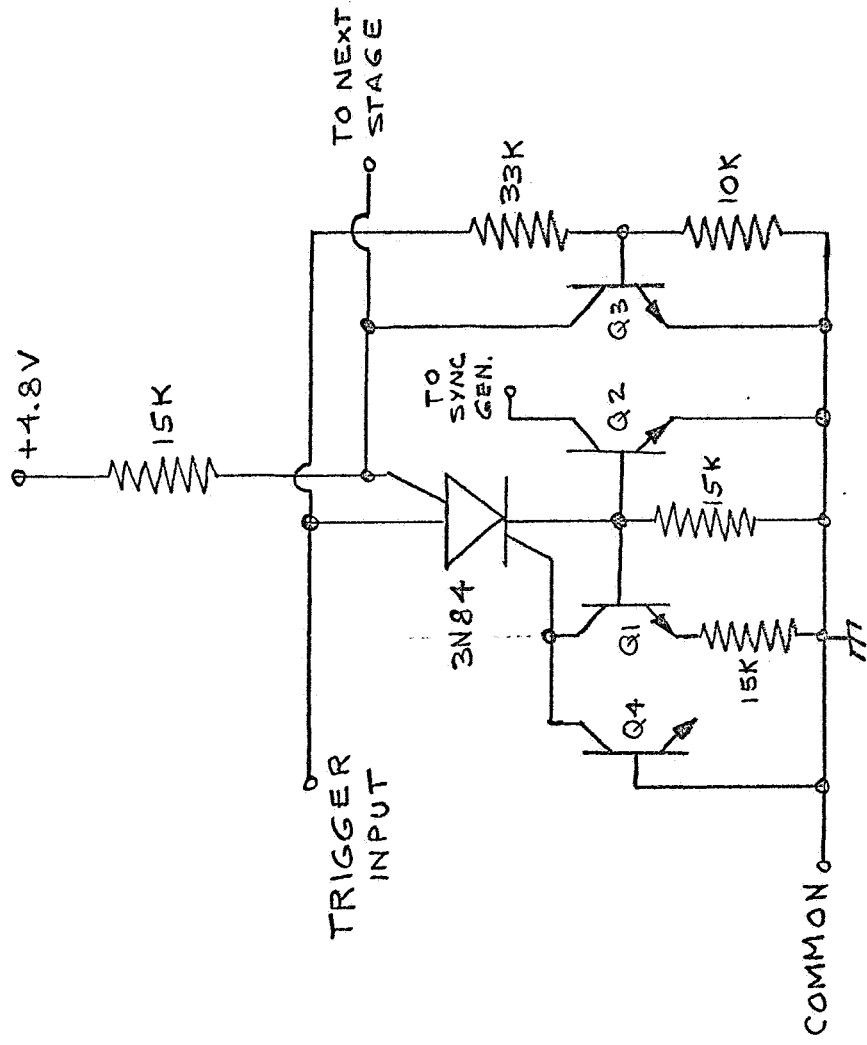 +4.8V
15K
TO NEXT
STAGE
TRIGGER
INPUT
3N84
TO
SYNC
GEN.
33K
10K
Q4
Q1
Q2
Q3
15K
15K
COMMON